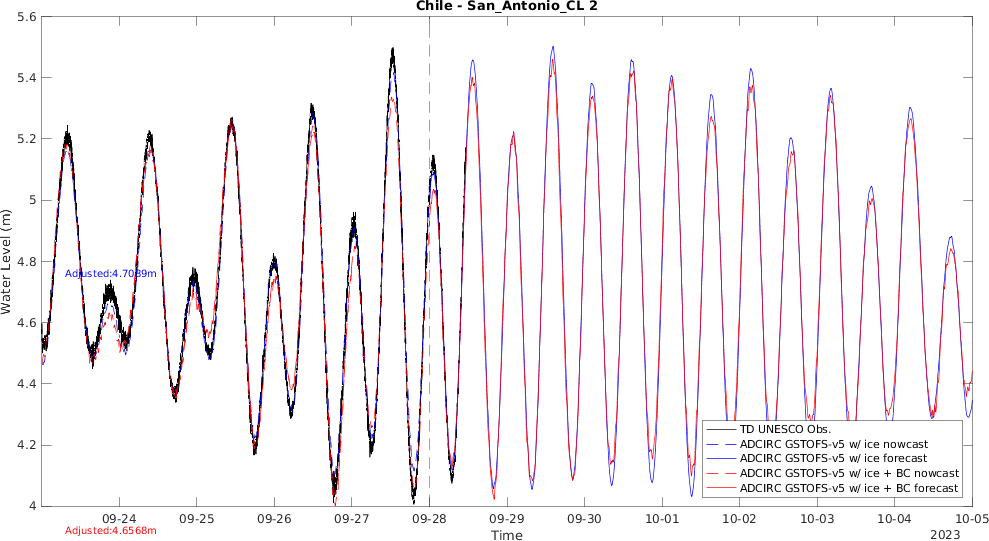 Chile - San_Antonio_CL 2
5.6
5.4
5.2
5
4.8
4.6
4.4
4.2
4
Water Level (m)
Adjusted:4.7089m
Adjusted:4.6568m
TD UNESCO Obs.
ADCIRC GSTOFS-v5 w/ ice nowcast
ADCIRC GSTOFS-v5 w/ ice forecast
ADCIRC GSTOFS-v5 w/ ice + BC nowcast
ADCIRC GSTOFS-v5 w/ ice + BC forecast
09-24 09-25 09-26 09-27 09-28 09-29 09-30 10-01 10-02 10-03 10-04 10-05
2023
Time